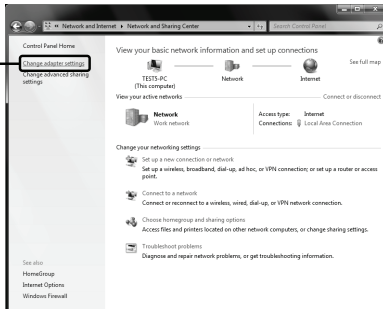 « Network and Internet ▸ Network and Sharing Center
Search Control Panel
Control Panel Home
Change adapter settings
Change advanced sharing
settings
See also
HomeGroup
Internet Options
Windows Firewall
View your basic network information and set up connections
See full map
TEST5-PC
(This computer)
Network
Internet
View your active networks
Connect or disconnect
Network
Work network
Access type: Internet
Connections: Local Area Connection
Change your networking settings
Set up a new connection or network
Set up a wireless, broadband, dial-up, ad hoc, or VPN connection; or set up a router or access
point.
Connect to a network
Connect or reconnect to a wireless, wired, dial-up, or VPN network connection.
Choose homegroup and sharing options
Access files and printers located on other network computers, or change sharing settings.
Troubleshoot problems
Diagnose and repair network problems, or get troubleshooting information.